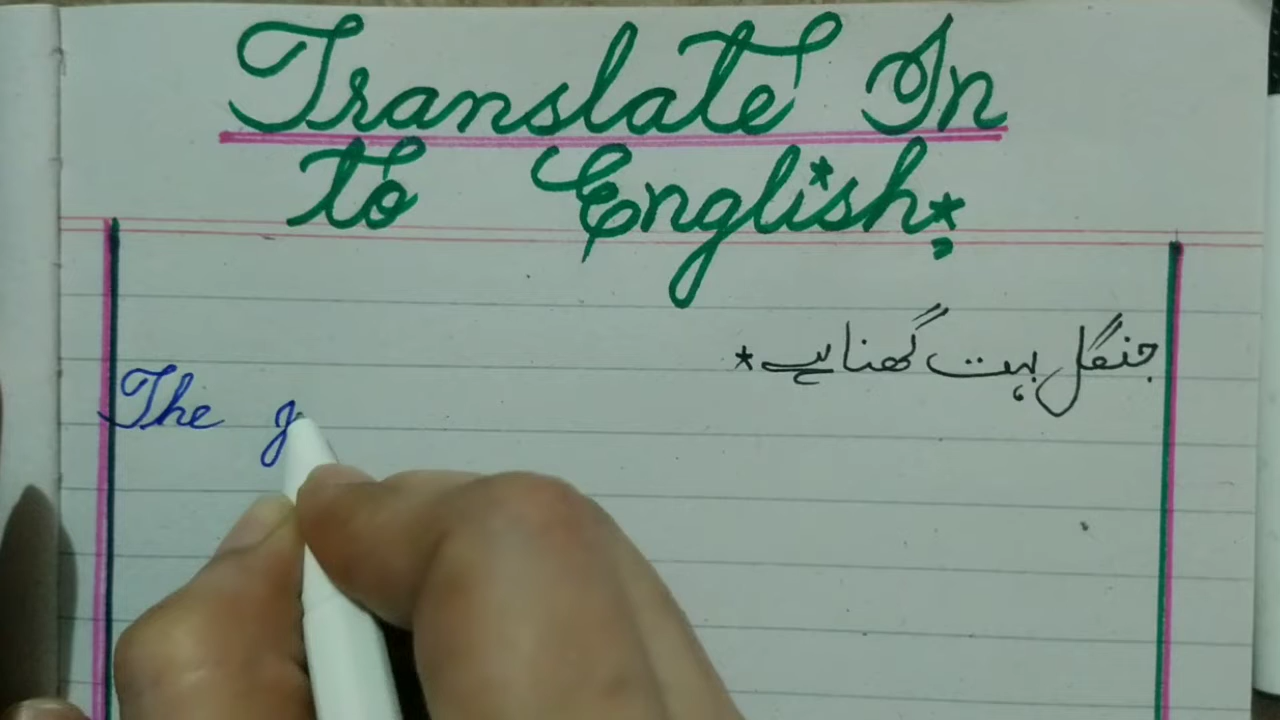 Translate In
to English.
جنگل بہت گھنا ہے
The